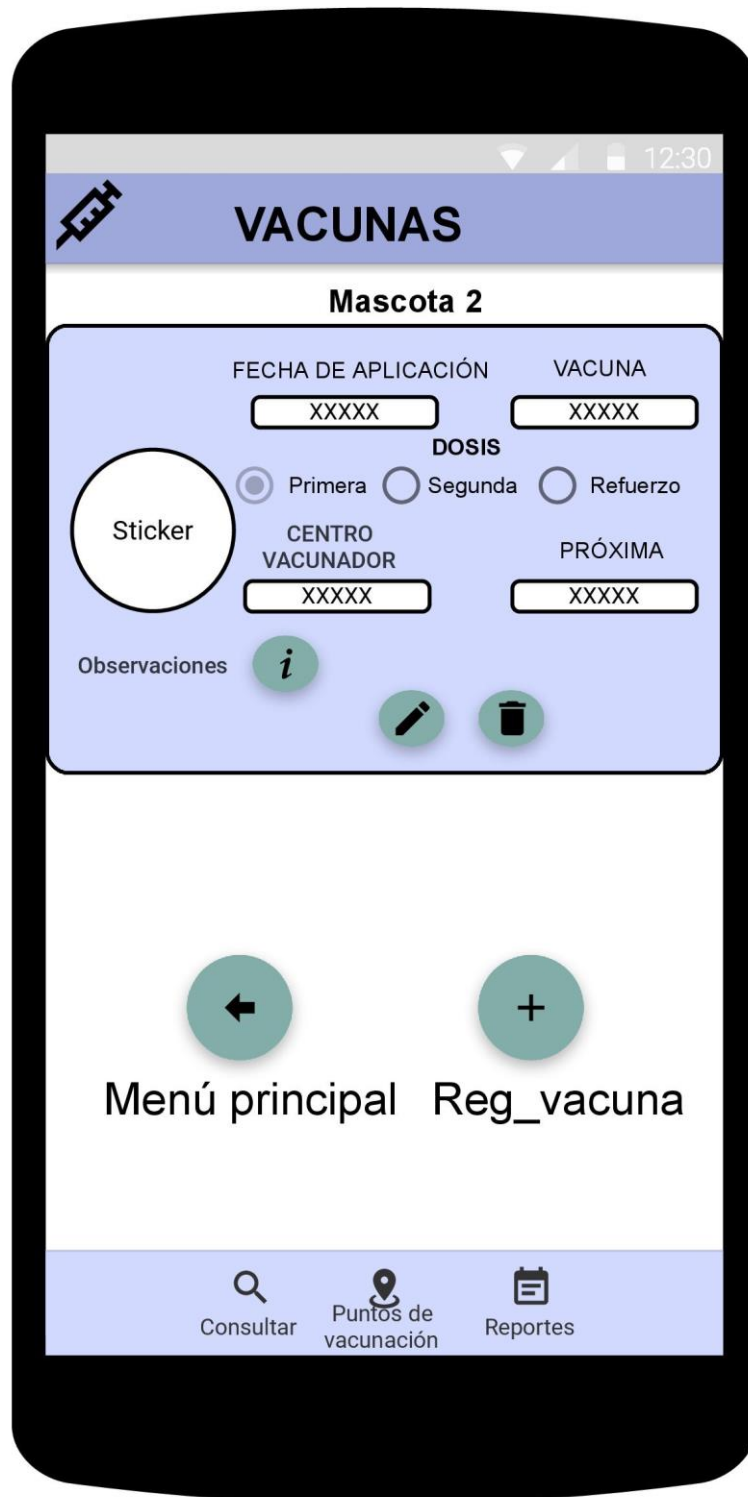 12:30
VACUNAS
Mascota 2
FECHA DE APLICACIÓN
VACUNA
XXXXX
XXXXX
DOSIS
Primera
Segunda
Refuerzo
Sticker
CENTRO
VACUNADOR
PRÓXIMA
XXXXX
XXXXX
Observaciones
i
Menú principal
Reg_vacuna
Consultar
Puntos de
vacunación
Reportes